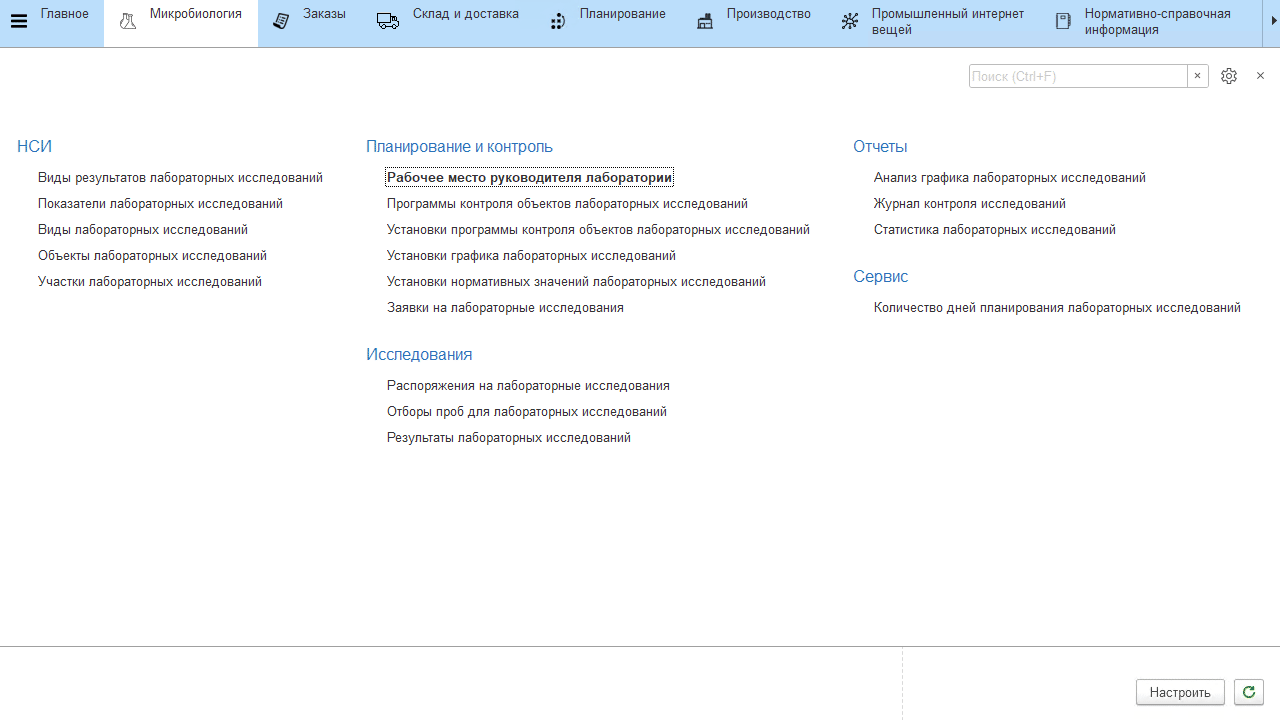 Главное
Микробиология
Заказы
Склад и доставка
Планирование
Производство
Промышленный интернет
вещей
Нормативно-справочная
информация
Поиск (Ctrl+F)
НСИ
Виды результатов лабораторных исследований
Показатели лабораторных исследований
Виды лабораторных исследований
Объекты лабораторных исследований
Участки лабораторных исследований
Планирование и контроль
Рабочее место руководителя лаборатории
Программы контроля объектов лабораторных исследований
Установки программы контроля объектов лабораторных исследований
Установки графика лабораторных исследований
Установки нормативных значений лабораторных исследований
Заявки на лабораторные исследования
Исследования
Распоряжения на лабораторные исследования
Отборы проб для лабораторных исследований
Результаты лабораторных исследований
Отчеты
Анализ графика лабораторных исследований
Журнал контроля исследований
Статистика лабораторных исследований
Сервис
Количество дней планирования лабораторных исследований
Настроить